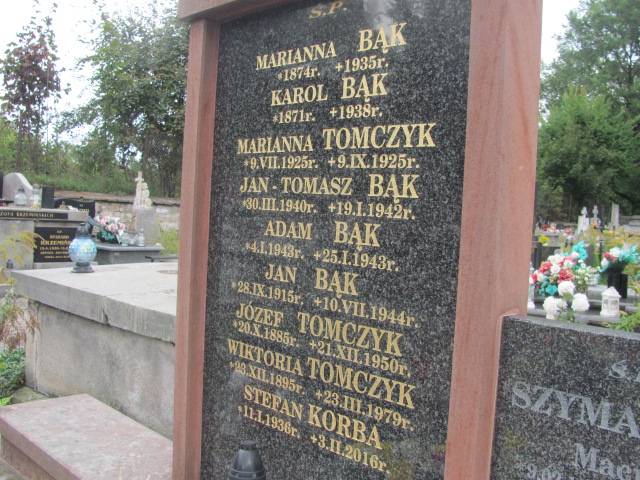 Ś.P.
MARIANNA BĄK
*1874r. +1935r.
KAROL BĄK
*1871r. +1938r.
MARIANNA TOMCZYK
*9.VII.1925r. +9.IX.1925r.
JAN - TOMASZ BĄK
*30.III.1940r. +19.I.1942r.
ADAM BĄK
*4.I.1943r. +25.I.1943r.
JAN BĄK
*28.IX.1915r. +10.VII.1944r.
JÓZEF TOMCZYK
*20.X.1885r. +21.XII.1950r.
WIKTORIA TOMCZYK
*23.XII.1895r. +23.III.1979r.
STEFAN KORBA
*11.I.1936r. +3.II.2016r.
RYSZARD
SZYMA